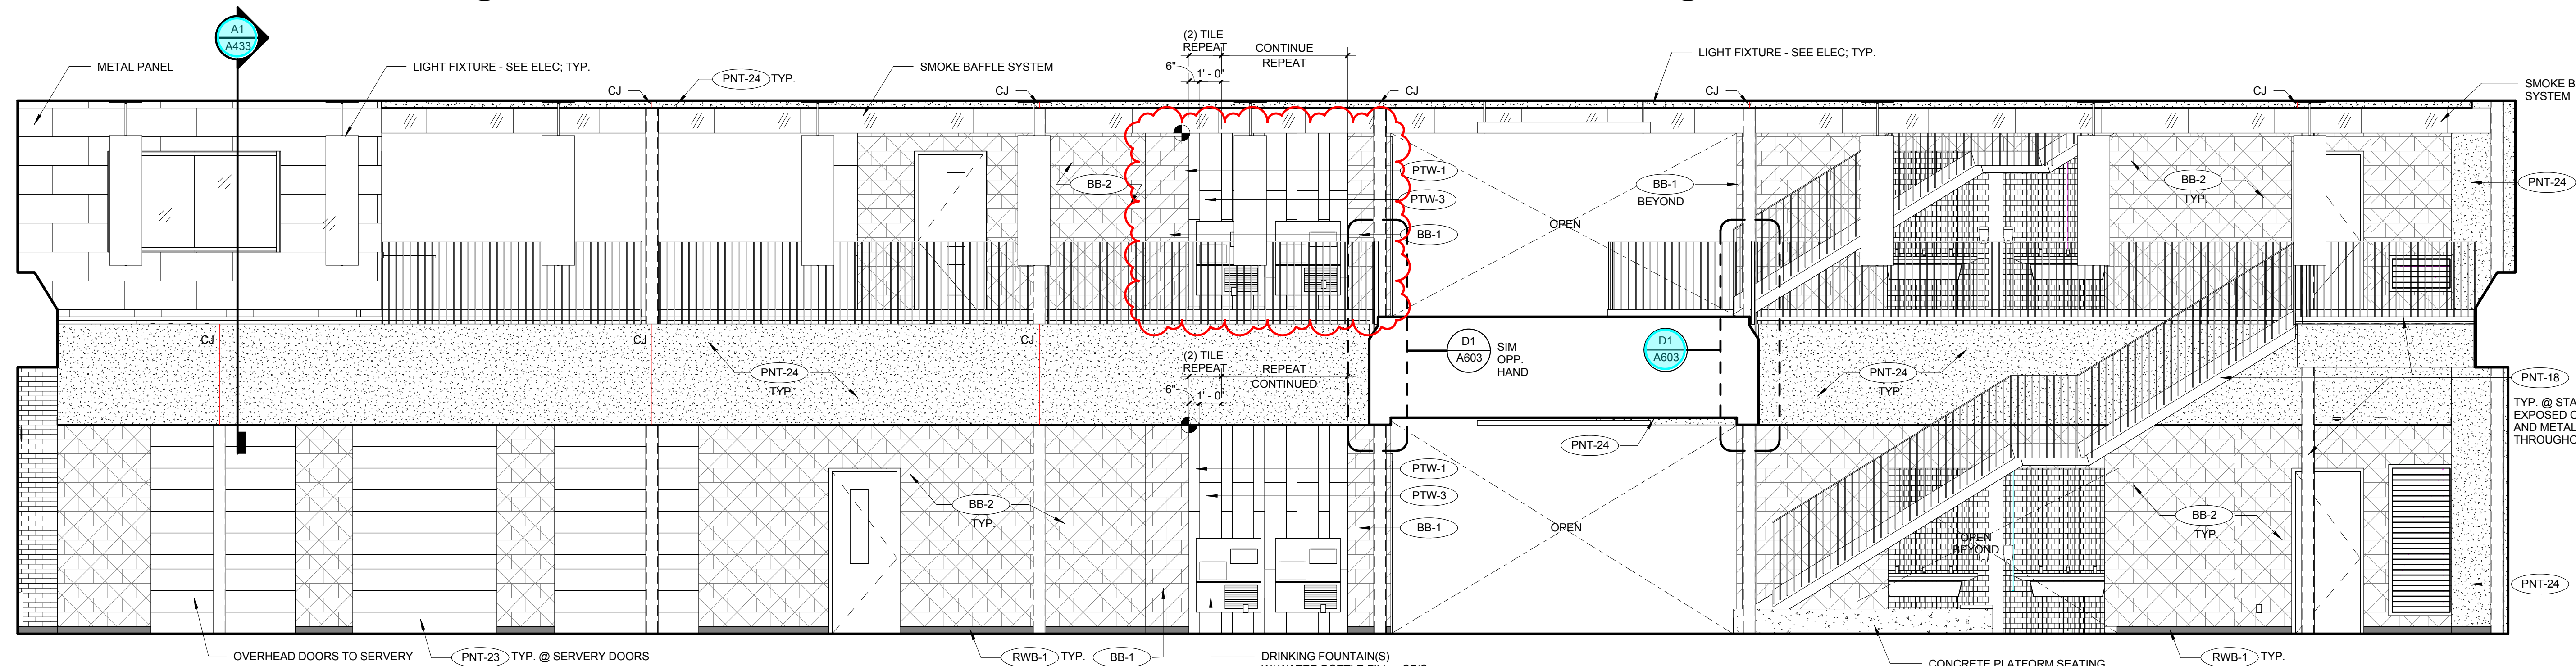 A1
A433
METAL PANEL
LIGHT FIXTURE - SEE ELEC; TYP.
PNT-24 TYP.
SMOKE BAFFLE SYSTEM
(2) TILE
REPEAT
CONTINUE
REPEAT
6"
1' - 0"
LIGHT FIXTURE - SEE ELEC; TYP.
SMOKE BA
SYSTEM
CJ
CJ
CJ
CJ
CJ
BB-2
PTW-1
PTW-3
BB-1
BB-1
BEYOND
OPEN
BB-2
TYP.
PNT-24
CJ
CJ
CJ
PNT-24
TYP.
(2) TILE
REPEAT
REPEAT
CONTINUED
6"
1' - 0"
D1
A603
SIM
OPP.
HAND
D1
A603
PNT-24
TYP.
PNT-18
TYP. @ STA
EXPOSED C
AND METAL
THROUGHO
PNT-24
BB-2
TYP.
PTW-1
PTW-3
BB-1
OPEN
OPEN
BEYOND
BB-2
TYP.
PNT-24
OVERHEAD DOORS TO SERVERY
PNT-23 TYP. @ SERVERY DOORS
RWB-1 TYP.
BB-1
DRINKING FOUNTAIN(S)
CONCRETE PLATFORM SEATING
RWB-1 TYP.